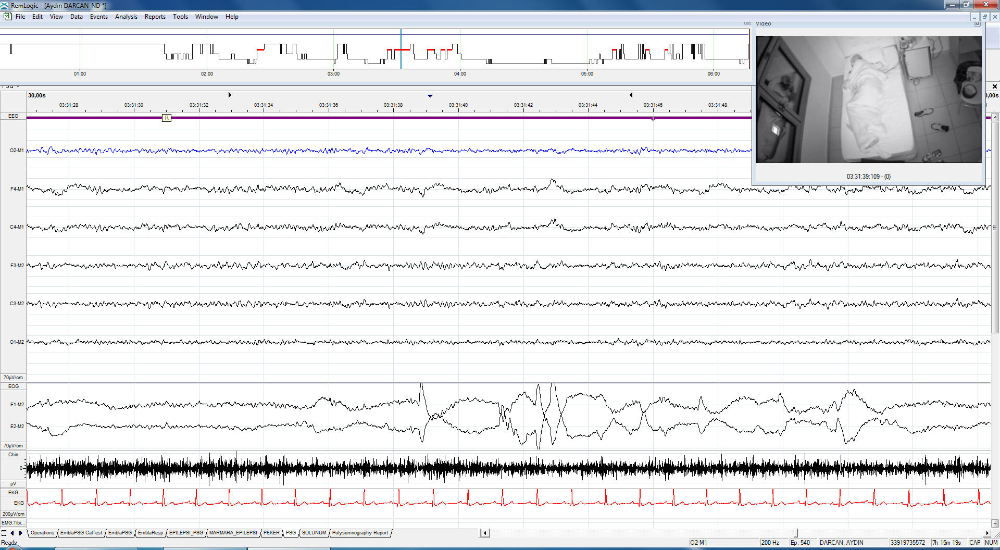 RemLogic - [Aydın DARCAN-ND *]
File Edit View Data Events Analysis Reports Tools Window Help
Video
01:00 02:00 03:00 04:00 05:00 06:00
30,00s
03:31:28 03:31:30 03:31:32 03:31:34 03:31:36 03:31:38 03:31:40 03:31:42 03:31:44 03:31:46 03:31:48
EEG
R
O2-M1
03:31:39:109 - (0)
F4-M1
C4-M1
F3-M2
C3-M2
O1-M2
70µV/cm
EOG
E1-M2
E2-M2
70µV/cm
Chin
0
µV
EKG
EKG
200µV/cm
EMG.Tibi...
Operations EmblaPSG CalTest EmblaPSG EmblaResp EPILEPSI_PSG MARMARA_EPILEPSI PEKER PSG SOLUNUM Polysomnography Report
Ready O2-M1 200 Hz Ep: 540 DARCAN, AYDIN 33919735572 7h 15m 19s CAP NUM